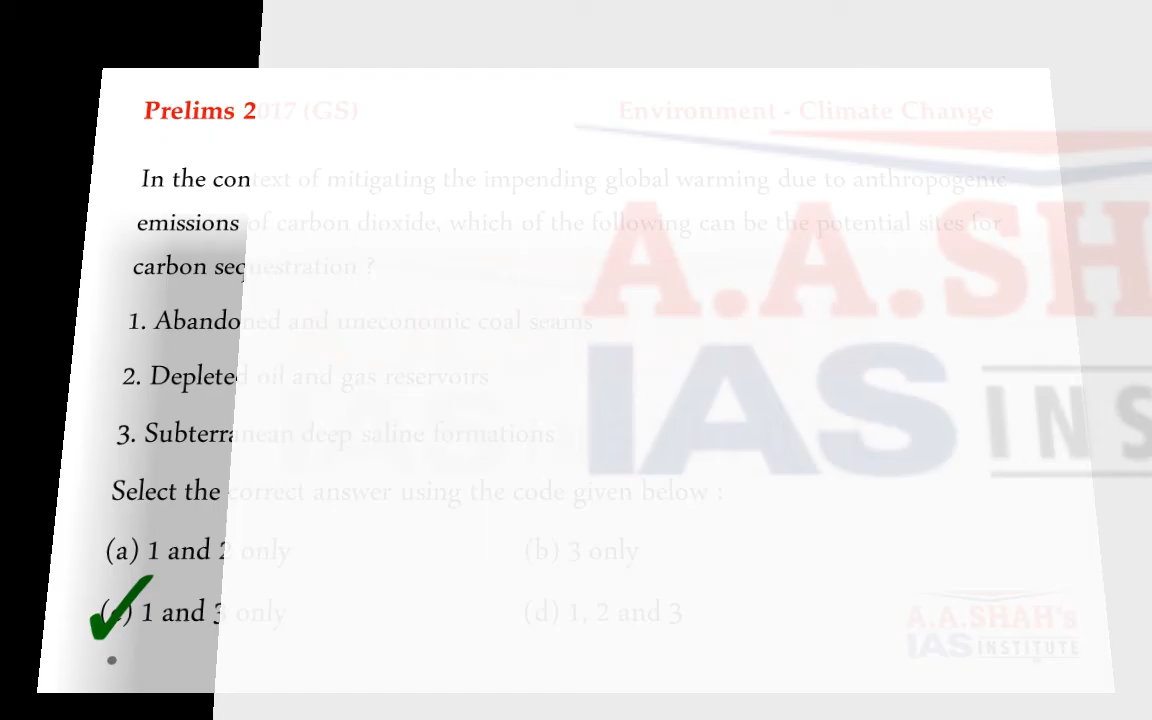 Prelims 2017 (GS) Environment - Climate Change
In the context of mitigating the impending global warming due to anthropogenic
emissions of carbon dioxide, which of the following can be the potential sites for
carbon sequestration ?
1. Abandoned and uneconomic coal seams
2. Depleted oil and gas reservoirs
3. Subterranean deep saline formations
Select the correct answer using the code given below :
(a) 1 and 2 only (b) 3 only
(c) 1 and 3 only (d) 1, 2 and 3
A.A.SH
IAS INS
A.A.SHAH's
IAS INSTITUTE